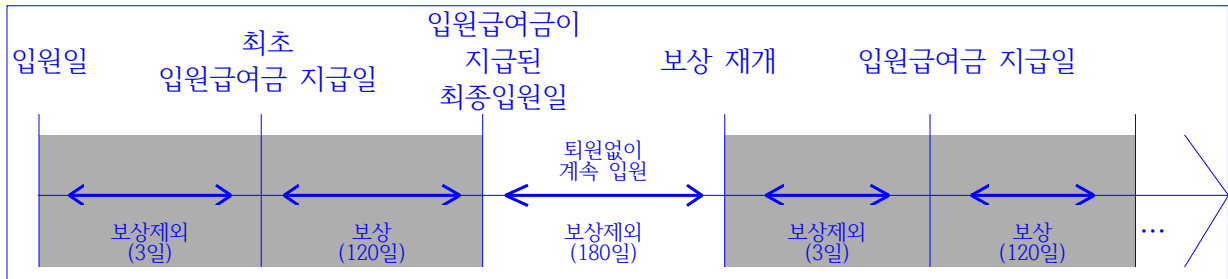 입원일
최초
입원급여금 지급일
입원급여금이
지급된
최종입원일
보상 재개
입원급여금 지급일
퇴원없이
계속 입원
보상제외
(3일)
보상
(120일)
보상제외
(180일)
보상제외
(3일)
보상
(120일)
…